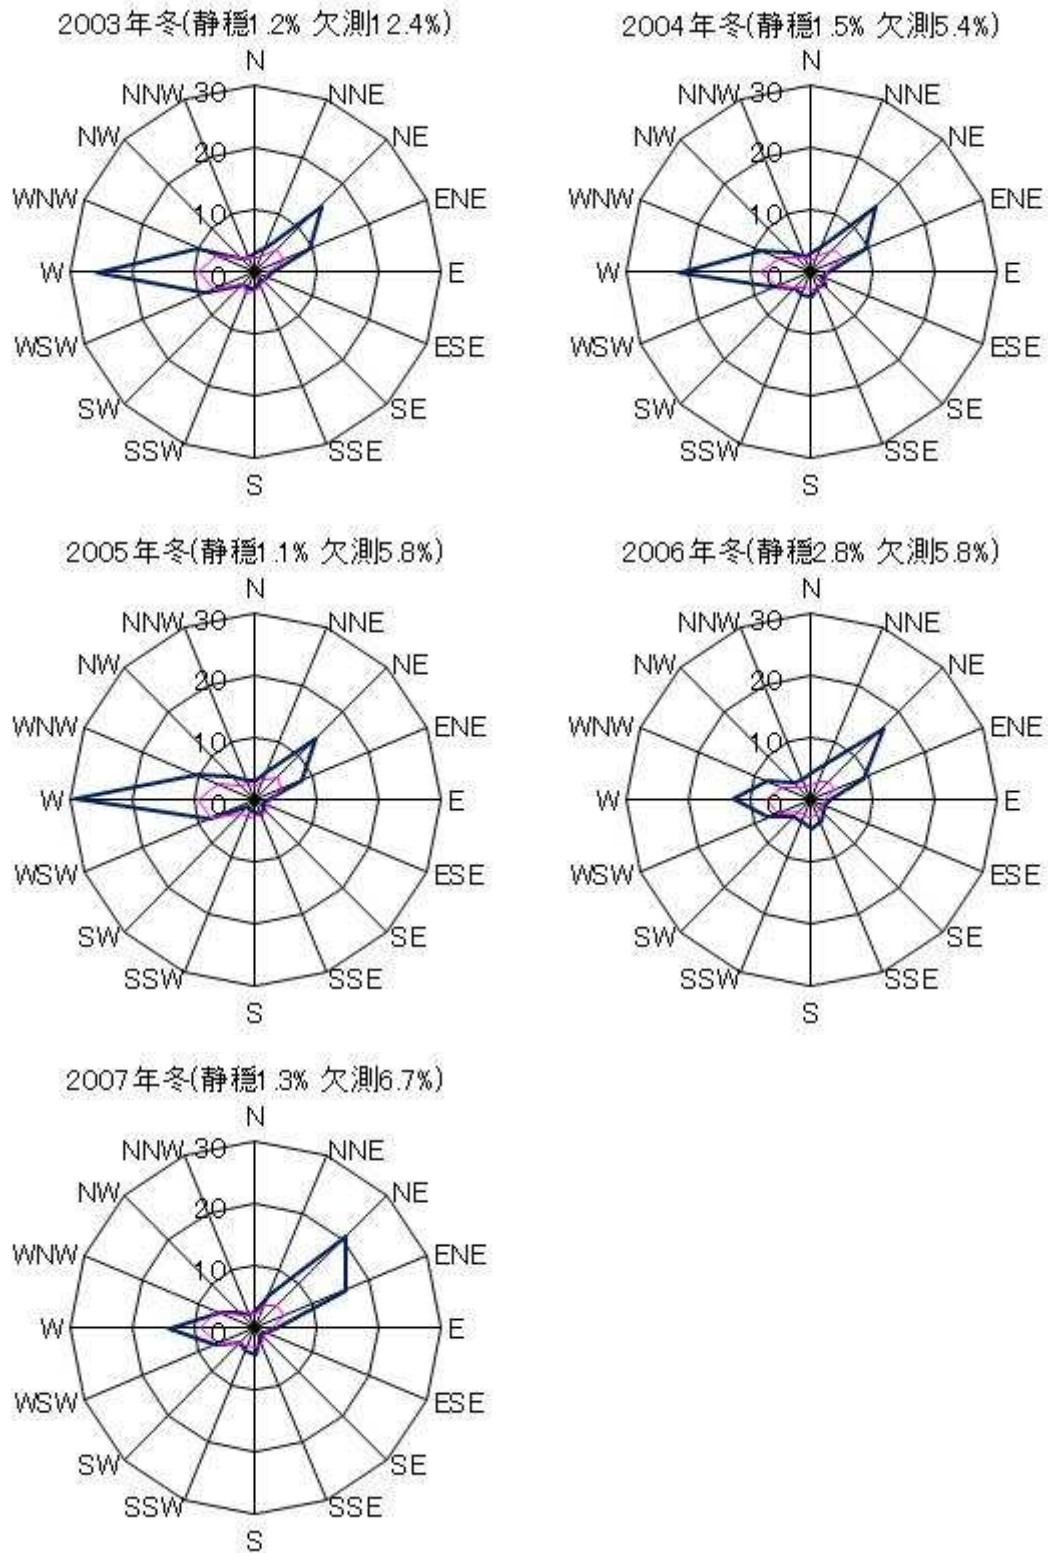 2003年冬(静穏1.2% 欠測12.4%)
N
NNW 30 NNE
NW 20 NE
WNW 10 ENE
W 0 E
WSW ESE
SW SE
SSW SSE
S
2004年冬(静穏1.5% 欠測5.4%)
N
NNW 30 NNE
NW 20 NE
WNW 10 ENE
W 0 E
WSW ESE
SW SE
SSW SSE
S
2005年冬(静穏1.1% 欠測5.8%)
N
NNW 30 NNE
NW 20 NE
WNW 10 ENE
W 0 E
WSW ESE
SW SE
SSW SSE
S
2006年冬(静穏2.8% 欠測5.8%)
N
NNW 30 NNE
NW 20 NE
WNW 10 ENE
W 0 E
WSW ESE
SW SE
SSW SSE
S
2007年冬(静穏1.3% 欠測6.7%)
N
NNW 30 NNE
NW 20 NE
WNW 10 ENE
W 0 E
WSW ESE
SW SE
SSW SSE
S